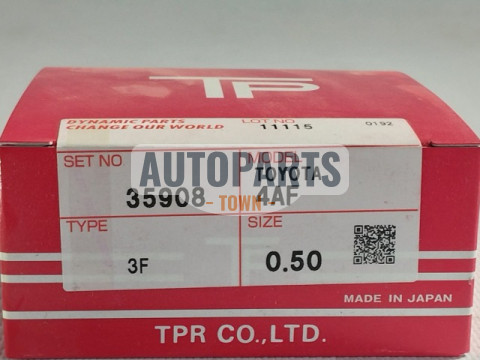 TP
DYNAMIC PARTS
CHANGE OUR WORLD
LOT NO
11115
0192
SET NO
35908
MODEL
TOYOTA
4AF
AUTOPARTS
- TOWN -
TYPE
3F
SIZE
0.50
MADE IN JAPAN
TPR CO.,LTD.